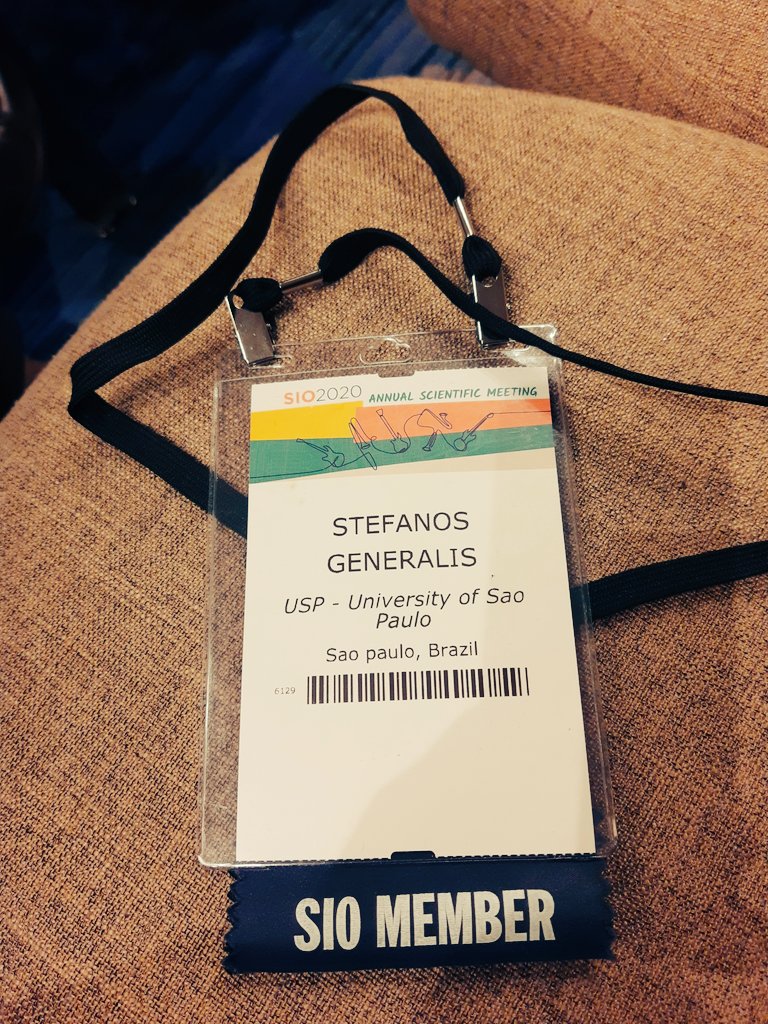 SIO2020 ANNUAL SCIENTIFIC MEETING
STEFANOS
GENERALIS
USP - University of Sao
Paulo
Sao paulo, Brazil
6129
SIO MEMBER